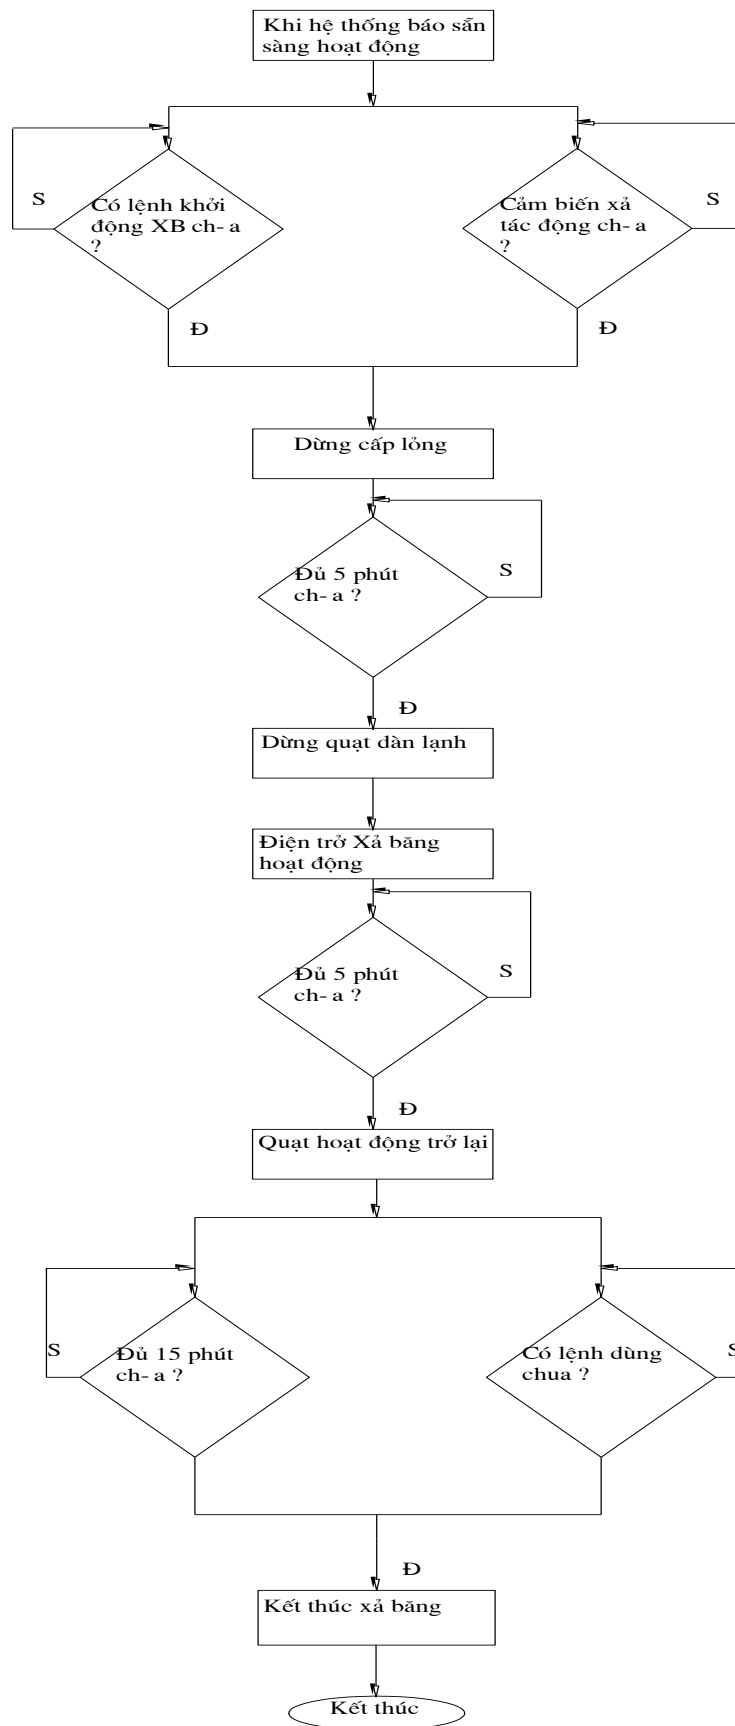 Khi hệ thống báo sẵn
sàng hoạt động
S
Có lệnh khởi
động XB ch- a
?
Cảm biến xả
tác động ch- a
?
S
Đ
Đ
Dừng cấp lỏng
Đủ 5 phút
ch- a ?
S
Đ
Dừng quạt dàn lạnh
Điện trở Xả băng
hoạt động
Đủ 5 phút
ch- a ?
S
Đ
Quạt hoạt động trở lại
S
Đủ 15 phút
ch- a ?
Có lệnh dùng
chua ?
S
Đ
Kết thúc xả băng
Kết thúc